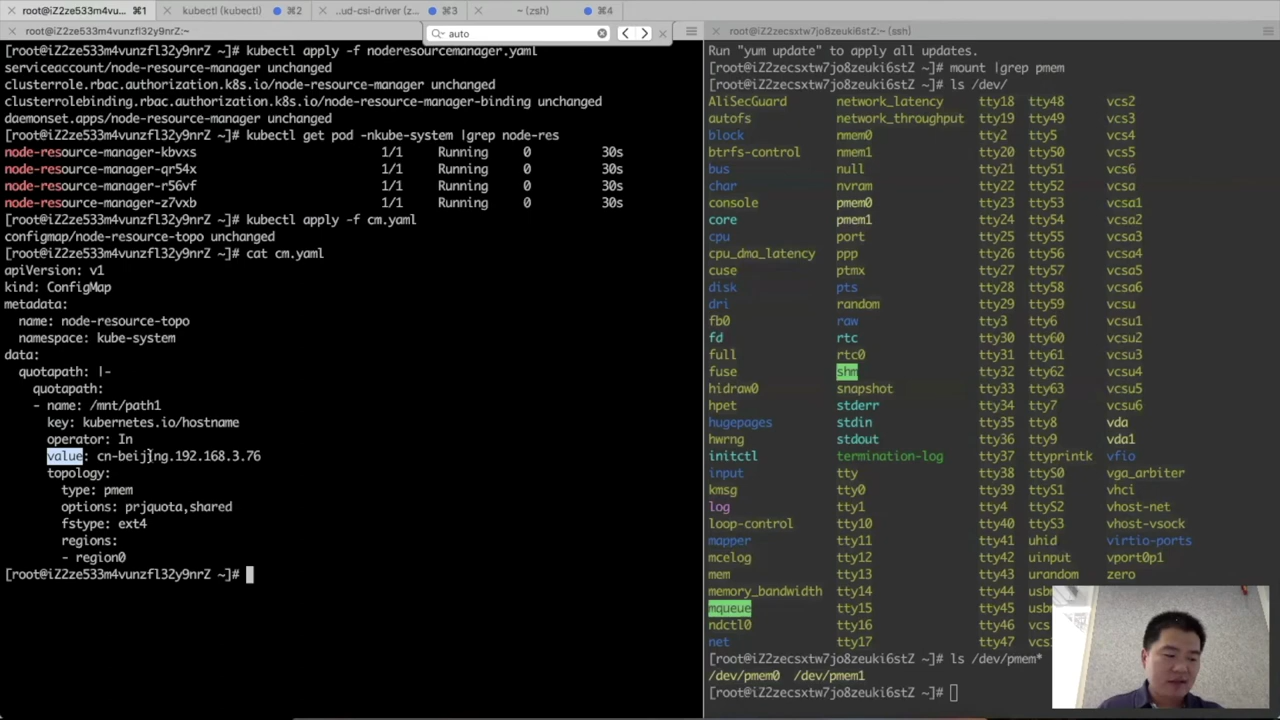 [root@iZ2ze533m4vunzfl32y9nrZ:~ ⌘1
kubectl (kubectl) ⌘2
..ud-csi-driver (z... ⌘3
~ (zsh) ⌘4
[root@iZ2ze533m4vunzfl32y9nrZ:~
auto
root@iZ2zecsxtw7jo8zeuki6stZ:~ (ssh)
[root@iZ2ze533m4vunzfl32y9nrZ ~]# kubectl apply -f noderesourcemanager.yaml
serviceaccount/node-resource-manager unchanged
clusterrole.rbac.authorization.k8s.io/node-resource-manager unchanged
clusterrolebinding.rbac.authorization.k8s.io/node-resource-manager-binding unchanged
daemonset.apps/node-resource-manager unchanged
[root@iZ2ze533m4vunzfl32y9nrZ ~]# kubectl get pod -nkube-system |grep node-res
node-resource-manager-kbvxs 1/1 Running 0 30s
node-resource-manager-qr54x 1/1 Running 0 30s
node-resource-manager-r56vf 1/1 Running 0 30s
node-resource-manager-z7vxb 1/1 Running 0 30s
[root@iZ2ze533m4vunzfl32y9nrZ ~]# kubectl apply -f cm.yaml
configmap/node-resource-topo unchanged
[root@iZ2ze533m4vunzfl32y9nrZ ~]# cat cm.yaml
apiVersion: v1
kind: ConfigMap
metadata:
  name: node-resource-topo
  namespace: kube-system
data:
  quotapath: |-
    quotapath:
    - name: /mnt/path1
      key: kubernetes.io/hostname
      operator: In
      value: cn-beijing.192.168.3.76
      topology:
        type: pmem
        options: prjquota,shared
        fstype: ext4
        regions:
        - region0
[root@iZ2ze533m4vunzfl32y9nrZ ~]#
Run "yum update" to apply all updates.
[root@iZ2zecsxtw7jo8zeuki6stZ ~]# mount |grep pmem
[root@iZ2zecsxtw7jo8zeuki6stZ ~]# ls /dev/
AliSecGuard network_latency tty18 tty48 vcs2
autofs network_throughput tty19 tty49 vcs3
block nmem0 tty2 tty5 vcs4
btrfs-control nmem1 tty20 tty50 vcs5
bus null tty21 tty51 vcs6
char nvram tty22 tty52 vcsa
console pmem0 tty23 tty53 vcsa1
core pmem1 tty24 tty54 vcsa2
cpu port tty25 tty55 vcsa3
cpu_dma_latency ppp tty26 tty56 vcsa4
cuse ptmx tty27 tty57 vcsa5
disk pts tty28 tty58 vcsa6
dri random tty29 tty59 vcsu
fb0 raw tty3 tty6 vcsu1
fd rtc tty30 tty60 vcsu2
full rtc0 tty31 tty61 vcsu3
fuse shm tty32 tty62 vcsu4
hidraw0 snapshot tty33 tty63 vcsu5
hpet stderr tty34 tty7 vcsu6
hugepages stdin tty35 tty8 vda
hwrng stdout tty36 tty9 vda1
initctl termination-log tty37 ttyprintk vfio
input tty tty38 ttyS0 vga_arbiter
kmsg tty0 tty39 ttyS1 vhci
log tty1 tty4 ttyS2 vhost-net
loop-control tty10 tty40 ttyS3 vhost-vsock
mapper tty11 tty41 uhid virtio-ports
mcelog tty12 tty42 uinput vport0p1
mem tty13 tty43 urandom zero
memory_bandwidth tty14 tty44
mqueue tty15 tty45
ndctl0 tty16 tty46 vcs
net tty17 tty47
[root@iZ2zecsxtw7jo8zeuki6stZ ~]# ls /dev/pmem*
/dev/pmem0 /dev/pmem1
[root@iZ2zecsxtw7jo8zeuki6stZ ~]#